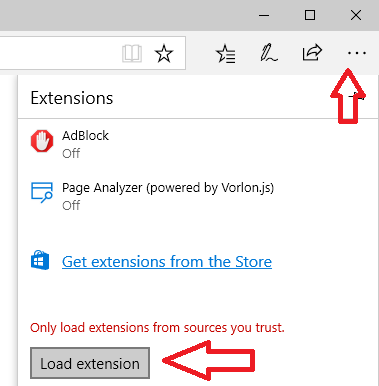 Extensions
AdBlock
Off
Page Analyzer (powered by Vorlon.js)
Off
Get extensions from the Store
Only load extensions from sources you trust.
Load extension